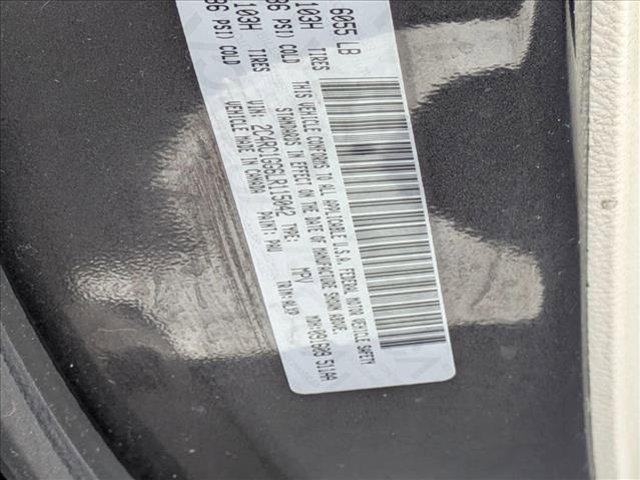 6055 LB
103H TIRES
36 PSI) COLD
103H TIRES
36 PSI) COLD
THIS VEHICLE CONFORMS TO ALL APPLICABLE U.S.A. FEDERAL MOTOR VEHICLE SAFETY
STANDARDS IN EFFECT ON THE DATE OF MANUFACTURE SHOWN ABOVE.
VIN: 2C4RC1GG6LR115042 TYPE: MPV
VEHICLE MADE IN CANADA PAINT: PAU